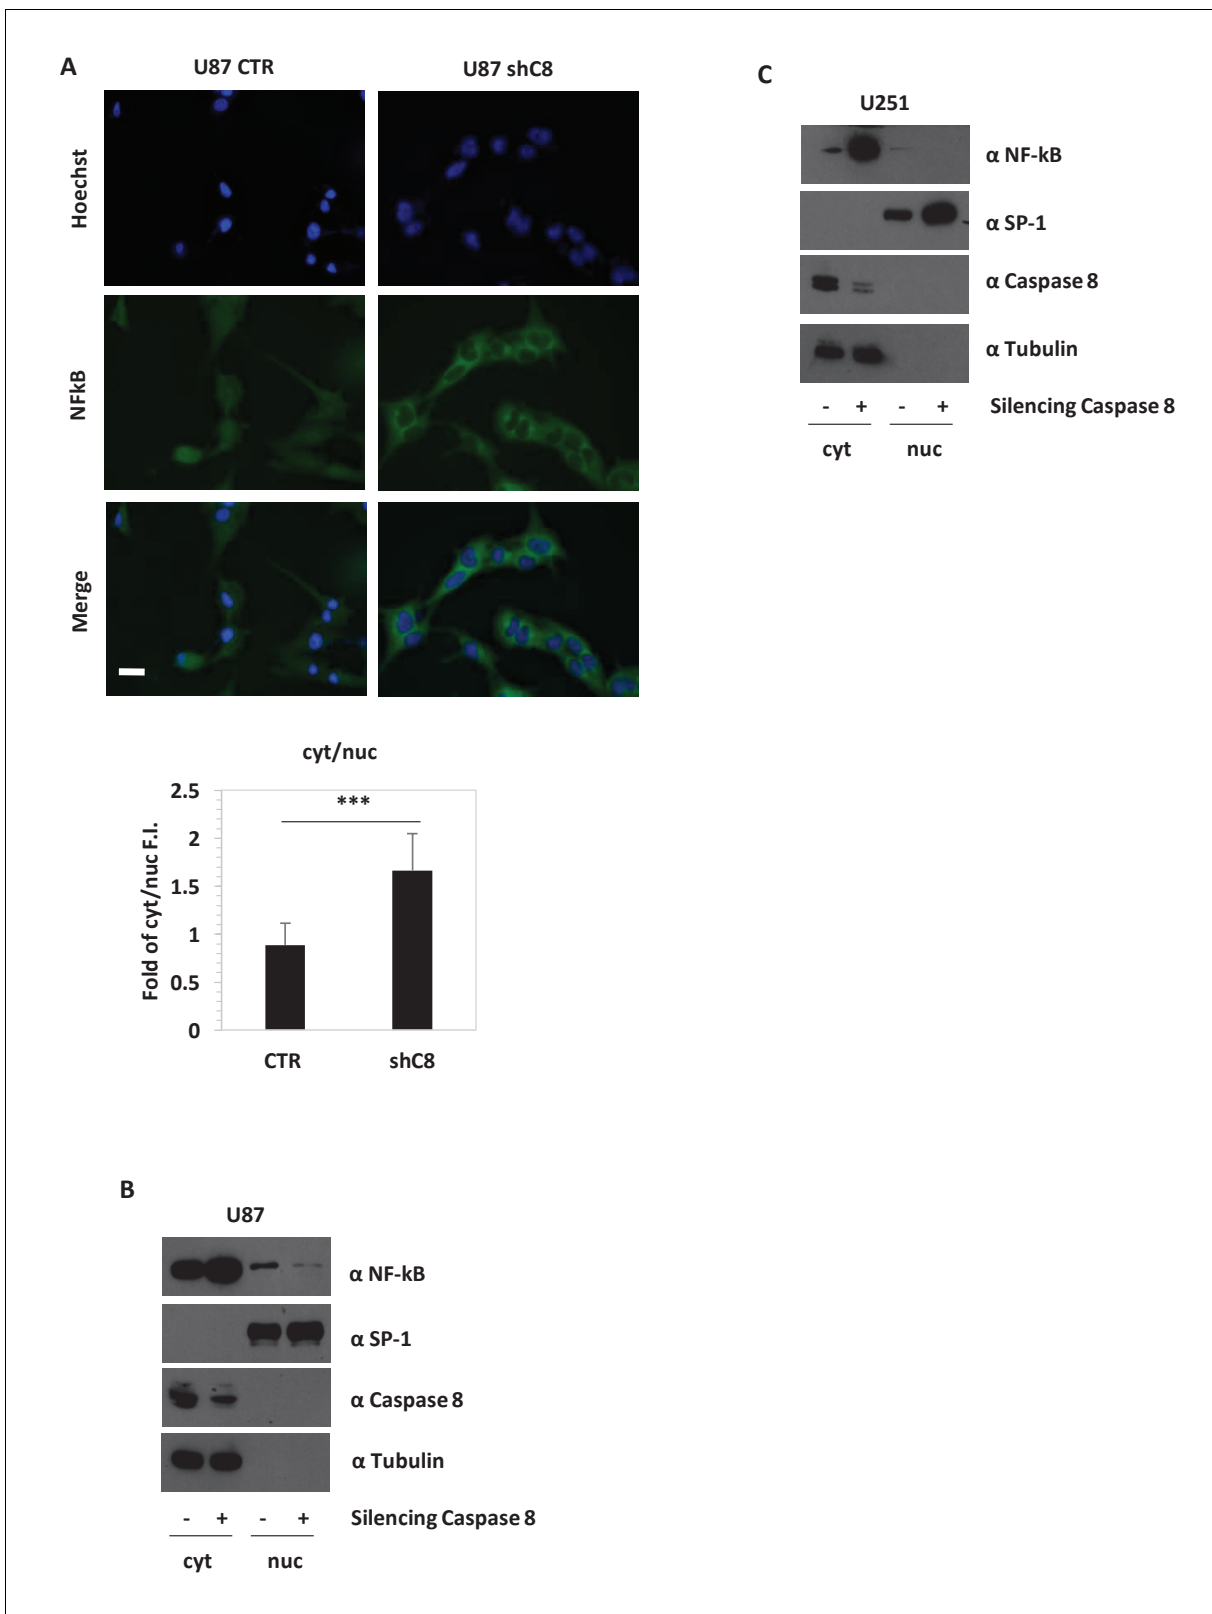 A
U87 CTR
U87 shC8
Hoechst
NFkB
Merge
cyt/nuc
Fold of cyt/nuc F.I.
2.5
2
1.5
1
0.5
0
***
CTR
shC8
B
U87
α NF-kB
α SP-1
α Caspase 8
α Tubulin
- + - + Silencing Caspase 8
cyt nuc
C
U251
α NF-kB
α SP-1
α Caspase 8
α Tubulin
- + - + Silencing Caspase 8
cyt nuc